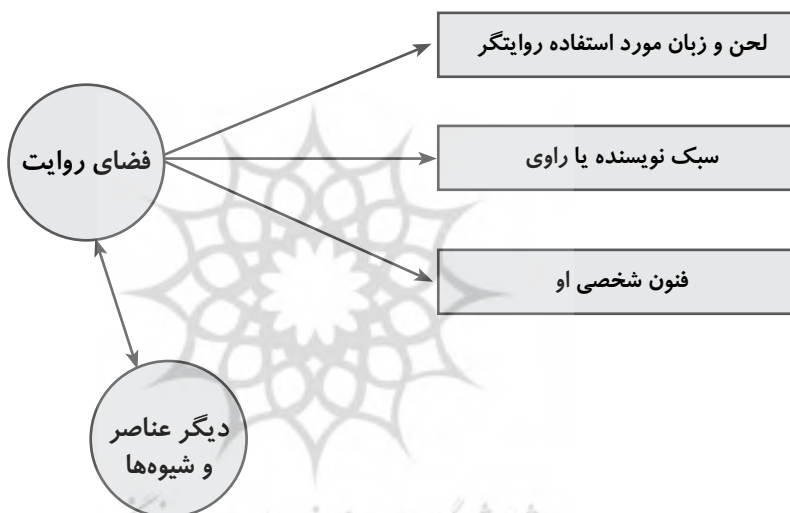 لحن و زبان مورد استفاده روایتگر
فضای روایت
سبک نویسنده یا راوی
فنون شخصی او
دیگر عناصر
و شیوه‌ها